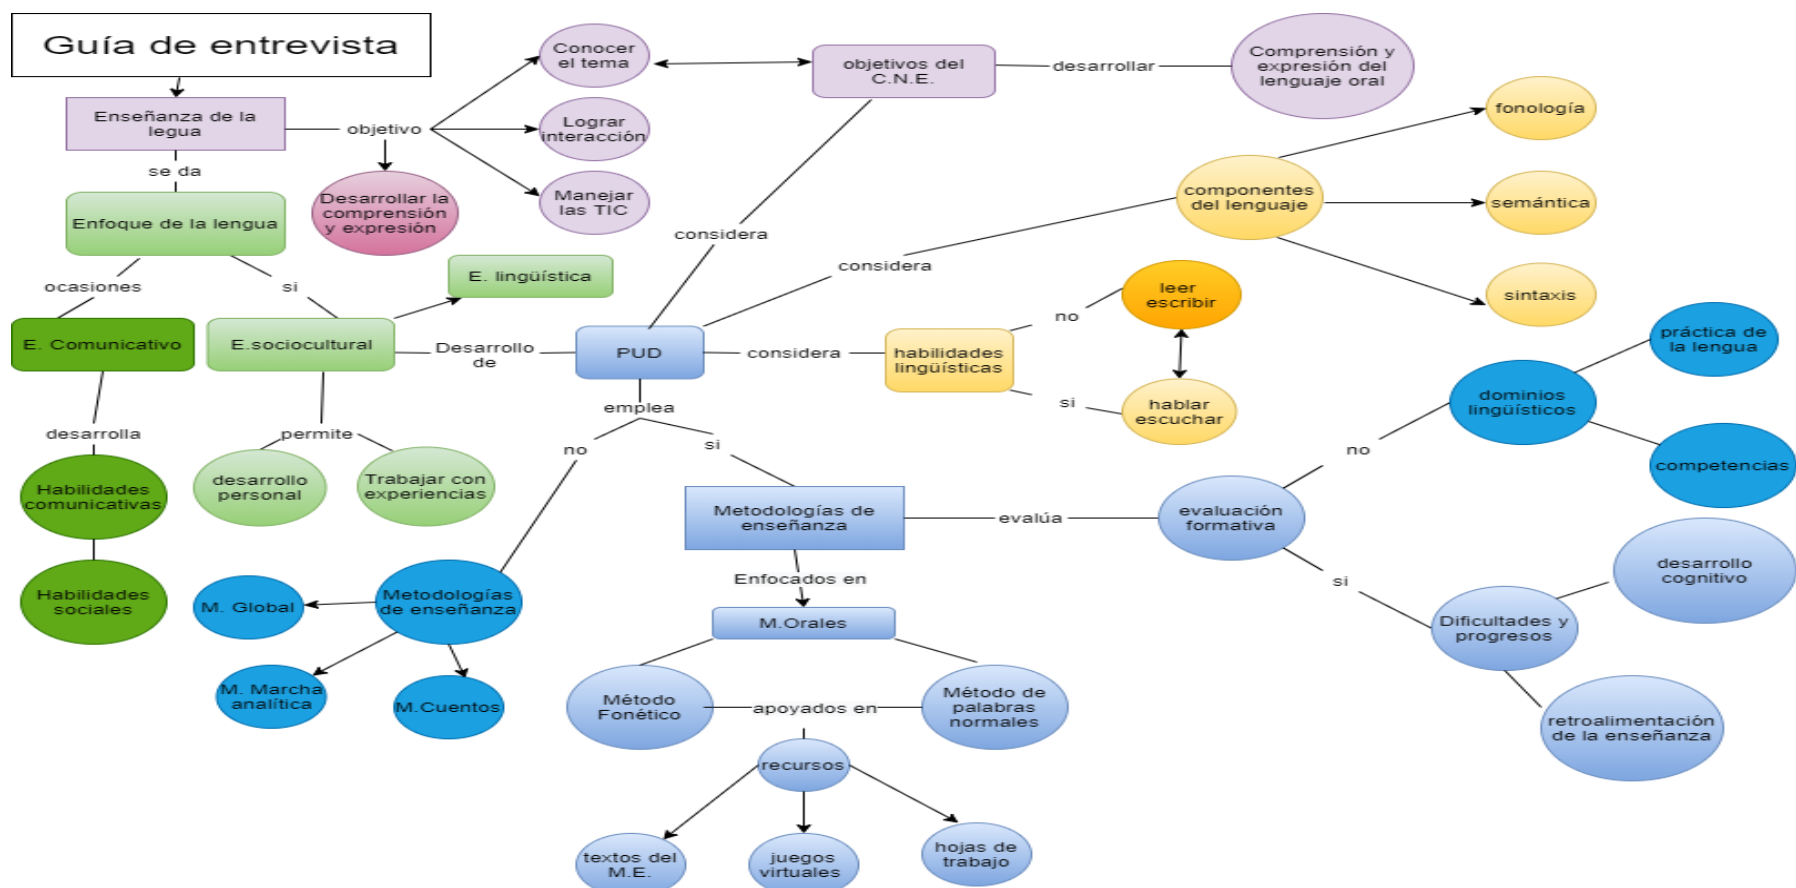 Guía de entrevista
Enseñanza de la
legua
objetivo
Conocer
el tema
Lograr
interacción
Manejar
las TIC
Desarrollar la
comprensión
y expresión
objetivos del
C.N.E.
desarrollar
Comprensión y
expresión del
lenguaje oral
se da
Enfoque de la lengua
ocasiones
si
E. Comunicativo
E.sociocultural
E. lingüística
desarrolla
Habilidades
comunicativas
Habilidades
sociales
permite
desarrollo
personal
Trabajar con
experiencias
Desarrollo
de
PUD
considera
considera
componentes
del lenguaje
fonología
semántica
sintaxis
considera
habilidades
lingüísticas
no
leer
escribir
si
hablar
escuchar
emplea
no
si
Metodologías
de enseñanza
M. Global
M. Marcha
analítica
M.Cuentos
Metodologías de
enseñanza
evalúa
evaluación
formativa
no
dominios
lingüísticos
práctica de
la lengua
competencias
si
Dificultades y
progresos
desarrollo
cognitivo
retroalimentación
de la enseñanza
Enfocados en
M.Orales
Método
Fonético
apoyados en
Método de
palabras
normales
recursos
textos del
M.E.
juegos
virtuales
hojas de
trabajo